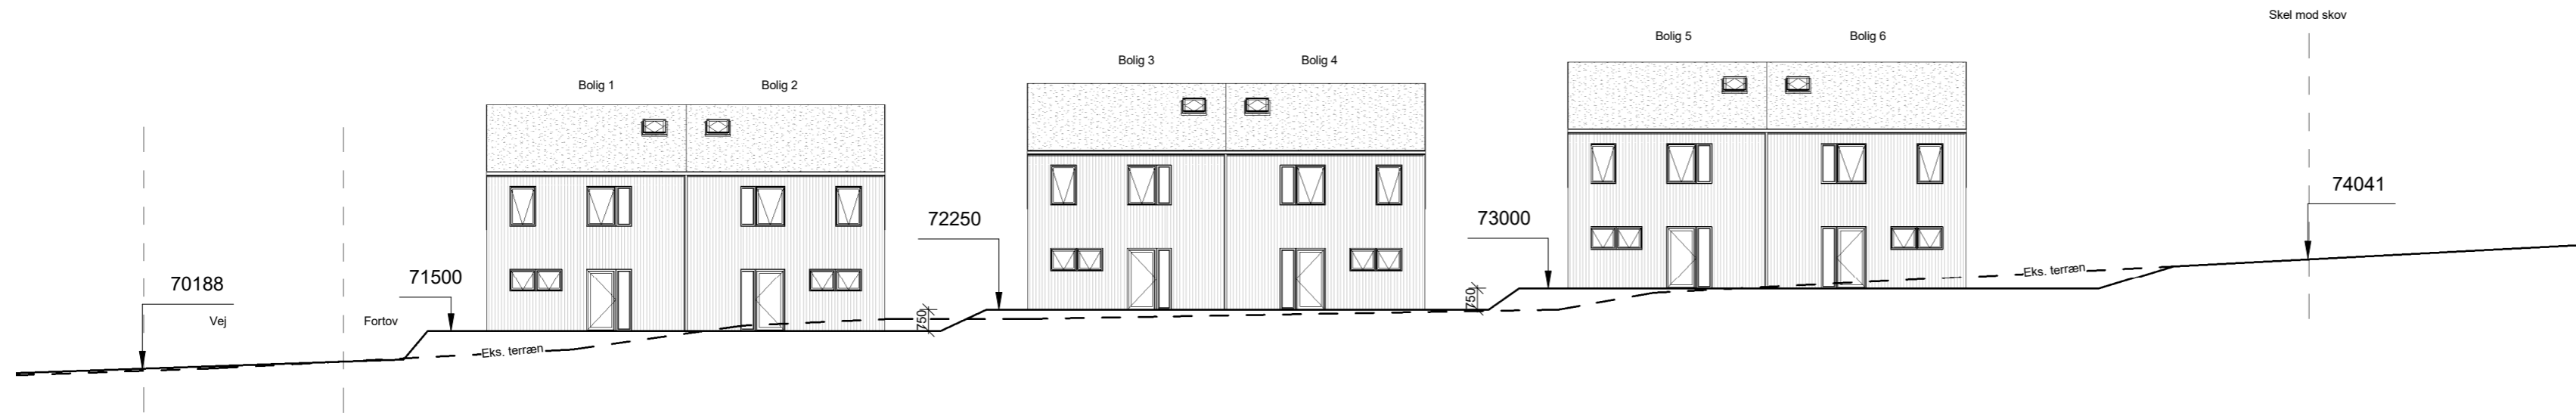 Skel mod skov
Bolig 5
Bolig 6
Bolig 3
Bolig 4
Bolig 1
Bolig 2
74041
72250
73000
70188
71500
Vej
Fortov
Eks. terræn
750
750
Eks. terræn